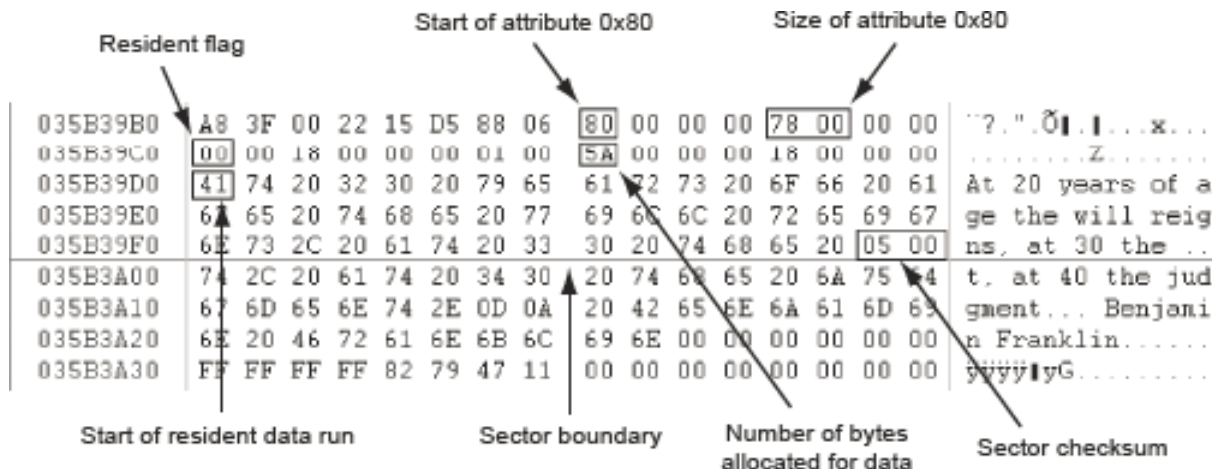 Start of attribute 0x80
Size of attribute 0x80
Resident flag
035B39B0 A8 3F 00 22 15 D5 88 06 80 00 00 00 78 00 00 00 ¨?.".Õ▮.▮...x...
035B39C0 00 00 18 00 00 00 01 00 5A 00 00 00 18 00 00 00 ........Z.......
035B39D0 41 74 20 32 30 20 79 65 61 72 73 20 6F 66 20 61 At 20 years of a
035B39E0 67 65 20 74 68 65 20 77 69 6C 6C 20 72 65 69 67 ge the will reig
035B39F0 6E 73 2C 20 61 74 20 33 30 20 74 68 65 20 05 00 ns, at 30 the ..
035B3A00 74 2C 20 61 74 20 34 30 20 74 68 65 20 6A 75 64 t, at 40 the jud
035B3A10 67 6D 65 6E 74 2E 0D 0A 20 42 65 6E 6A 61 6D 69 gment... Benjami
035B3A20 6E 20 46 72 61 6E 6B 6C 69 6E 00 00 00 00 00 00 n Franklin......
035B3A30 FF FF FF FF 82 79 47 11 00 00 00 00 00 00 00 00 ÿÿÿÿ▮yG.........
Start of resident data run
Sector boundary
Number of bytes
allocated for data
Sector checksum